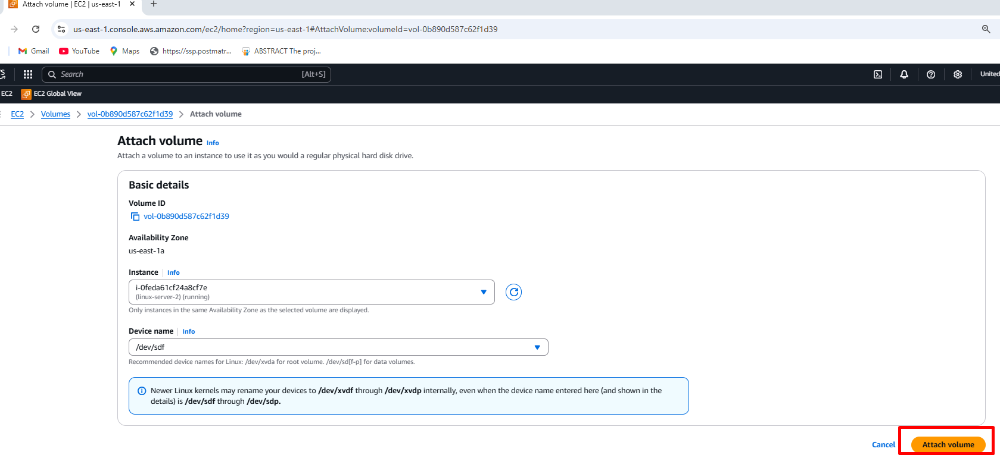 Attach volume | EC2 | us-east-1
us-east-1.console.aws.amazon.com/ec2/home?region=us-east-1#AttachVolume:volumeId=vol-0b890d587c62f1d39
Gmail YouTube Maps https://ssp.postmatr... ABSTRACT The proj...
Search [Alt+S] United
EC2 EC2 Global View
EC2 > Volumes > vol-0b890d587c62f1d39 > Attach volume
Attach volume Info
Attach a volume to an instance to use it as you would a regular physical hard disk drive.
Basic details
Volume ID
vol-0b890d587c62f1d39
Availability Zone
us-east-1a
Instance | Info
i-0feda61cf24a8cf7e
(linux-server-2) (running)
Only instances in the same Availability Zone as the selected volume are displayed.
Device name | Info
/dev/sdf
Recommended device names for Linux: /dev/xvda for root volume. /dev/sd[f-p] for data volumes.
Newer Linux kernels may rename your devices to /dev/xvdf through /dev/xvdp internally, even when the device name entered here (and shown in the
details) is /dev/sdf through /dev/sdp.
Cancel Attach volume